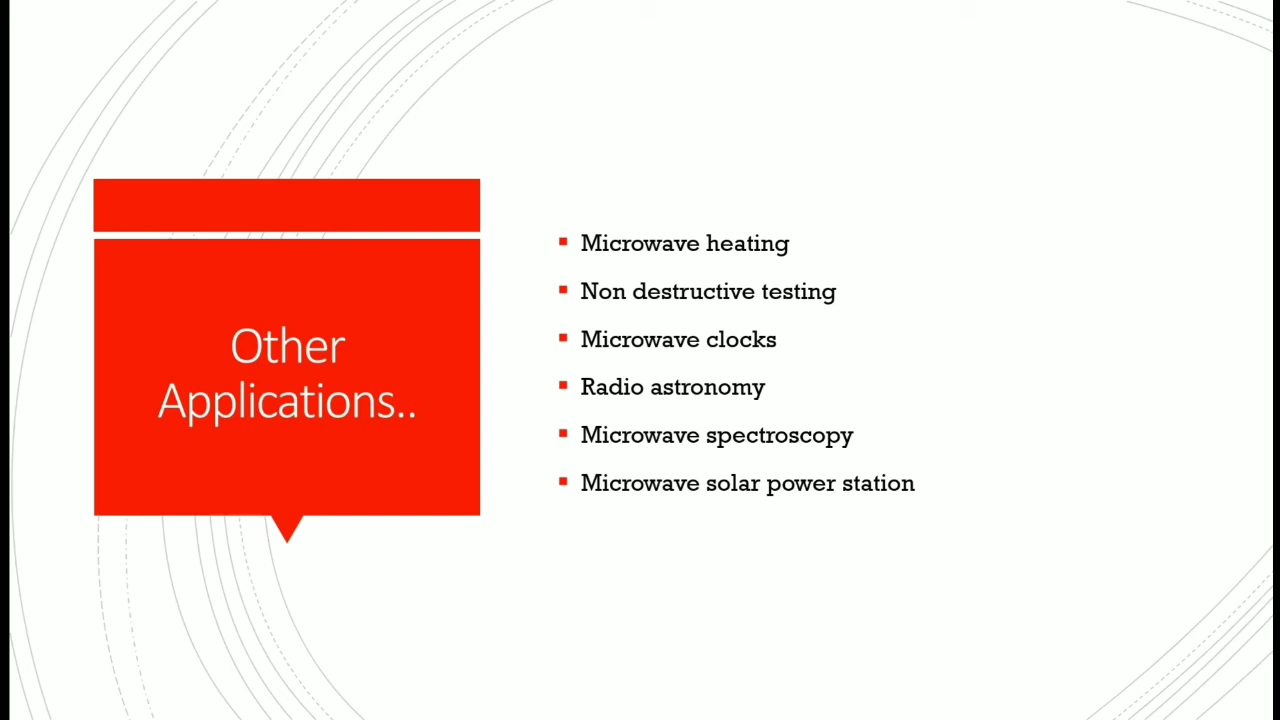 Other
Applications..
Microwave heating
Non destructive testing
Microwave clocks
Radio astronomy
Microwave spectroscopy
Microwave solar power station